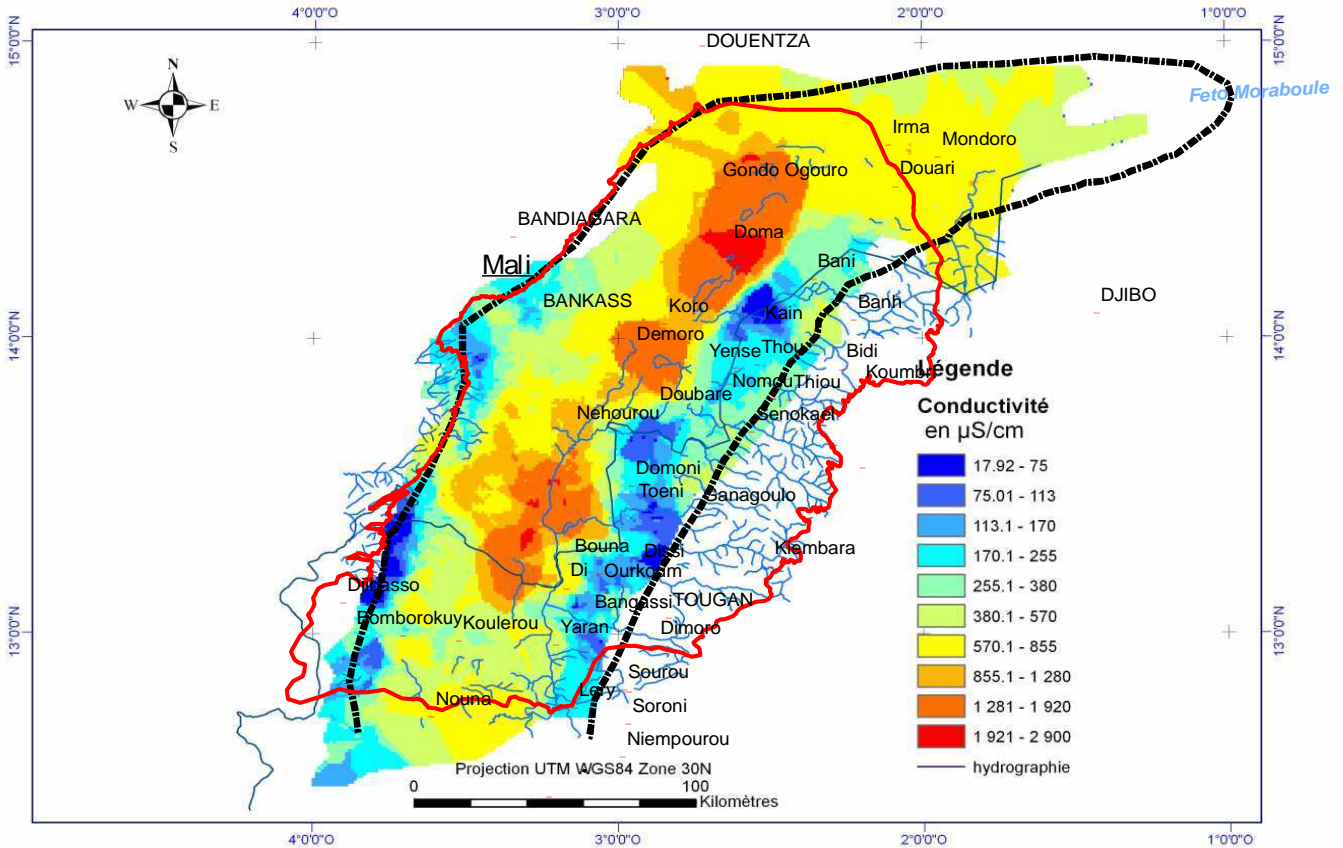 4°0'0"O 3°0'0"O 2°0'0"O 1°0'0"O
15°0'0"N 15°0'0"N
DOUENTZA
N
W E
S
Feto Moraboule
Irma
Mondoro
Gondo Ogouro Douari
BANDIAGARA
Doma
Mali
Bani
BANKASS
Koro Kain Banh
DJIBO
Demoro
14°0'0"N 14°0'0"N
Yense Thou Bidi
Koumbri
Nomou Thiou
Doubare
Nehourou Senokael
Domoni
Toeni Sanagoulo
Bouna Dissi Kiembara
Di Ourkoum
Djibasso
Bangassi TOUGAN
Bomborokuy Koulerou Yaran Dimoro
13°0'0"N 13°0'0"N
Sourou
Nouna Lery
Soroni
Niempourou
Légende
Conductivité
en µS/cm
17.92 - 75
75.01 - 113
113.1 - 170
170.1 - 255
255.1 - 380
380.1 - 570
570.1 - 855
855.1 - 1 280
1 281 - 1 920
1 921 - 2 900
hydrographie
Projection UTM WGS84 Zone 30N
0 100
Kilomètres
4°0'0"O 3°0'0"O 2°0'0"O 1°0'0"O